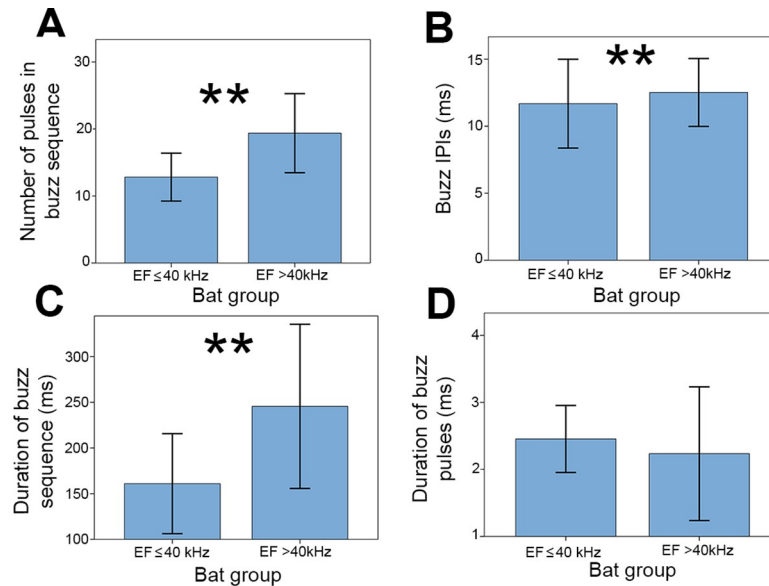 A
Number of pulses in
buzz sequence
30
20
10
0
**
EF ≤40 kHz
EF >40kHz
Bat group
B
Buzz IPIs (ms)
15
10
5
0
**
EF ≤40 kHz
EF >40kHz
Bat group
C
Duration of buzz
sequence (ms)
300
250
200
150
100
**
EF ≤40 kHz
EF >40kHz
Bat group
D
Duration of buzz
pulses (ms)
4
3
2
1
EF ≤40 kHz
EF >40kHz
Bat group